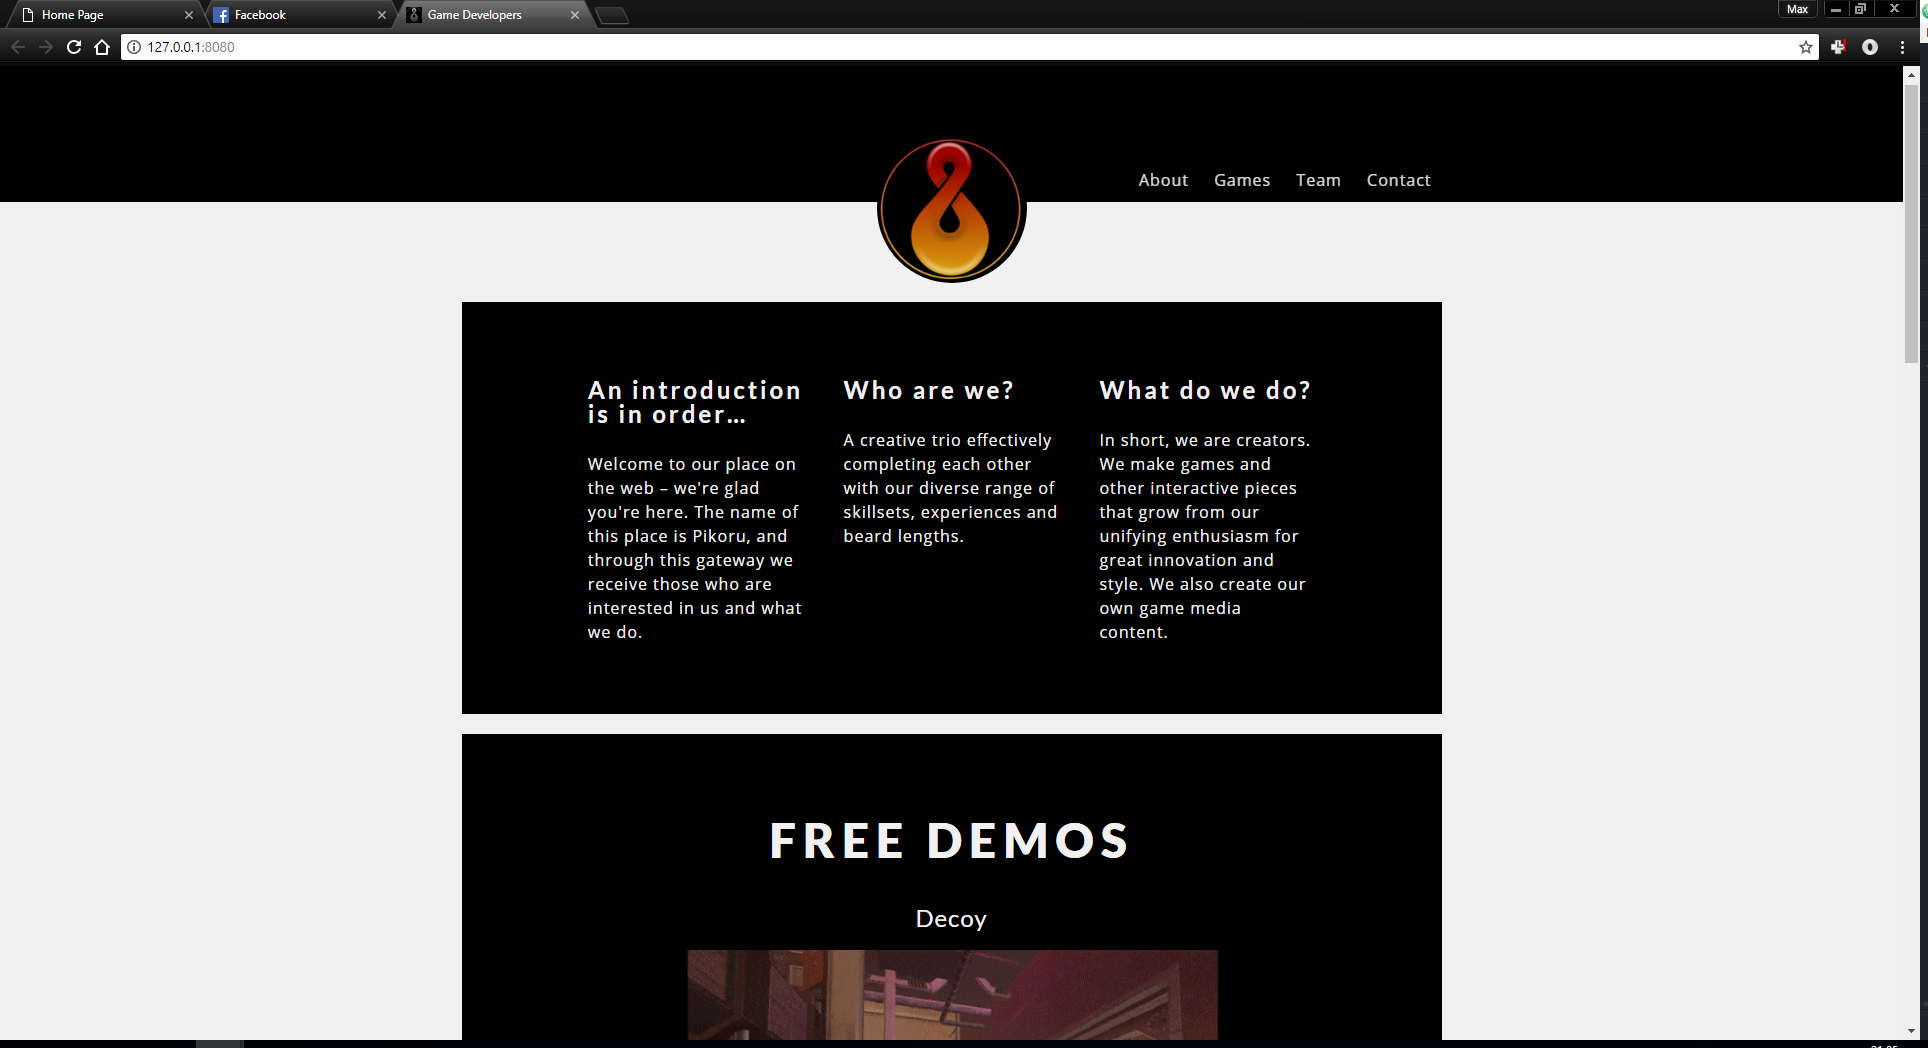 Home Page
Facebook
Game Developers
Max
127.0.0.1:8080
About Games Team Contact
An introduction
is in order...
Welcome to our place on
the web – we're glad
you're here. The name of
this place is Pikoru, and
through this gateway we
receive those who are
interested in us and what
we do.
Who are we?
A creative trio effectively
completing each other
with our diverse range of
skillsets, experiences and
beard lengths.
What do we do?
In short, we are creators.
We make games and
other interactive pieces
that grow from our
unifying enthusiasm for
great innovation and
style. We also create our
own game media
content.
FREE DEMOS
Decoy